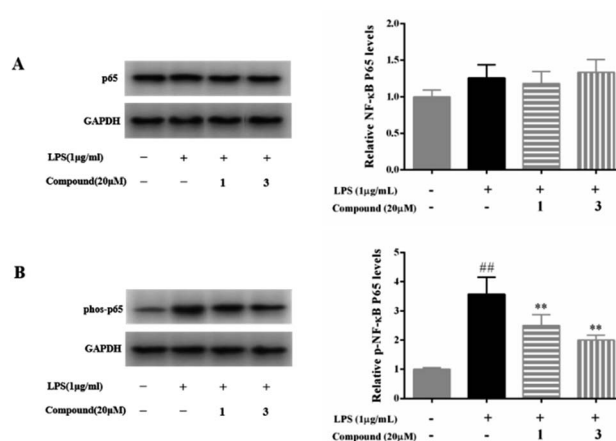 A
p65
GAPDH
LPS(1μg/ml) – + + +
Compound(20μM) – – 1 3
Relative NF-κB P65 levels
2.0
1.5
1.0
0.5
0.0
LPS (1μg/mL) - + + +
Compound (20μM) - - 1 3
B
phos-p65
GAPDH
LPS(1μg/ml) – + + +
Compound(20μM) – – 1 3
Relative p-NF-κB P65 levels
5
4
3
2
1
0
##
**
**
LPS (1μg/mL) - + + +
Compound (20μM) - - 1 3